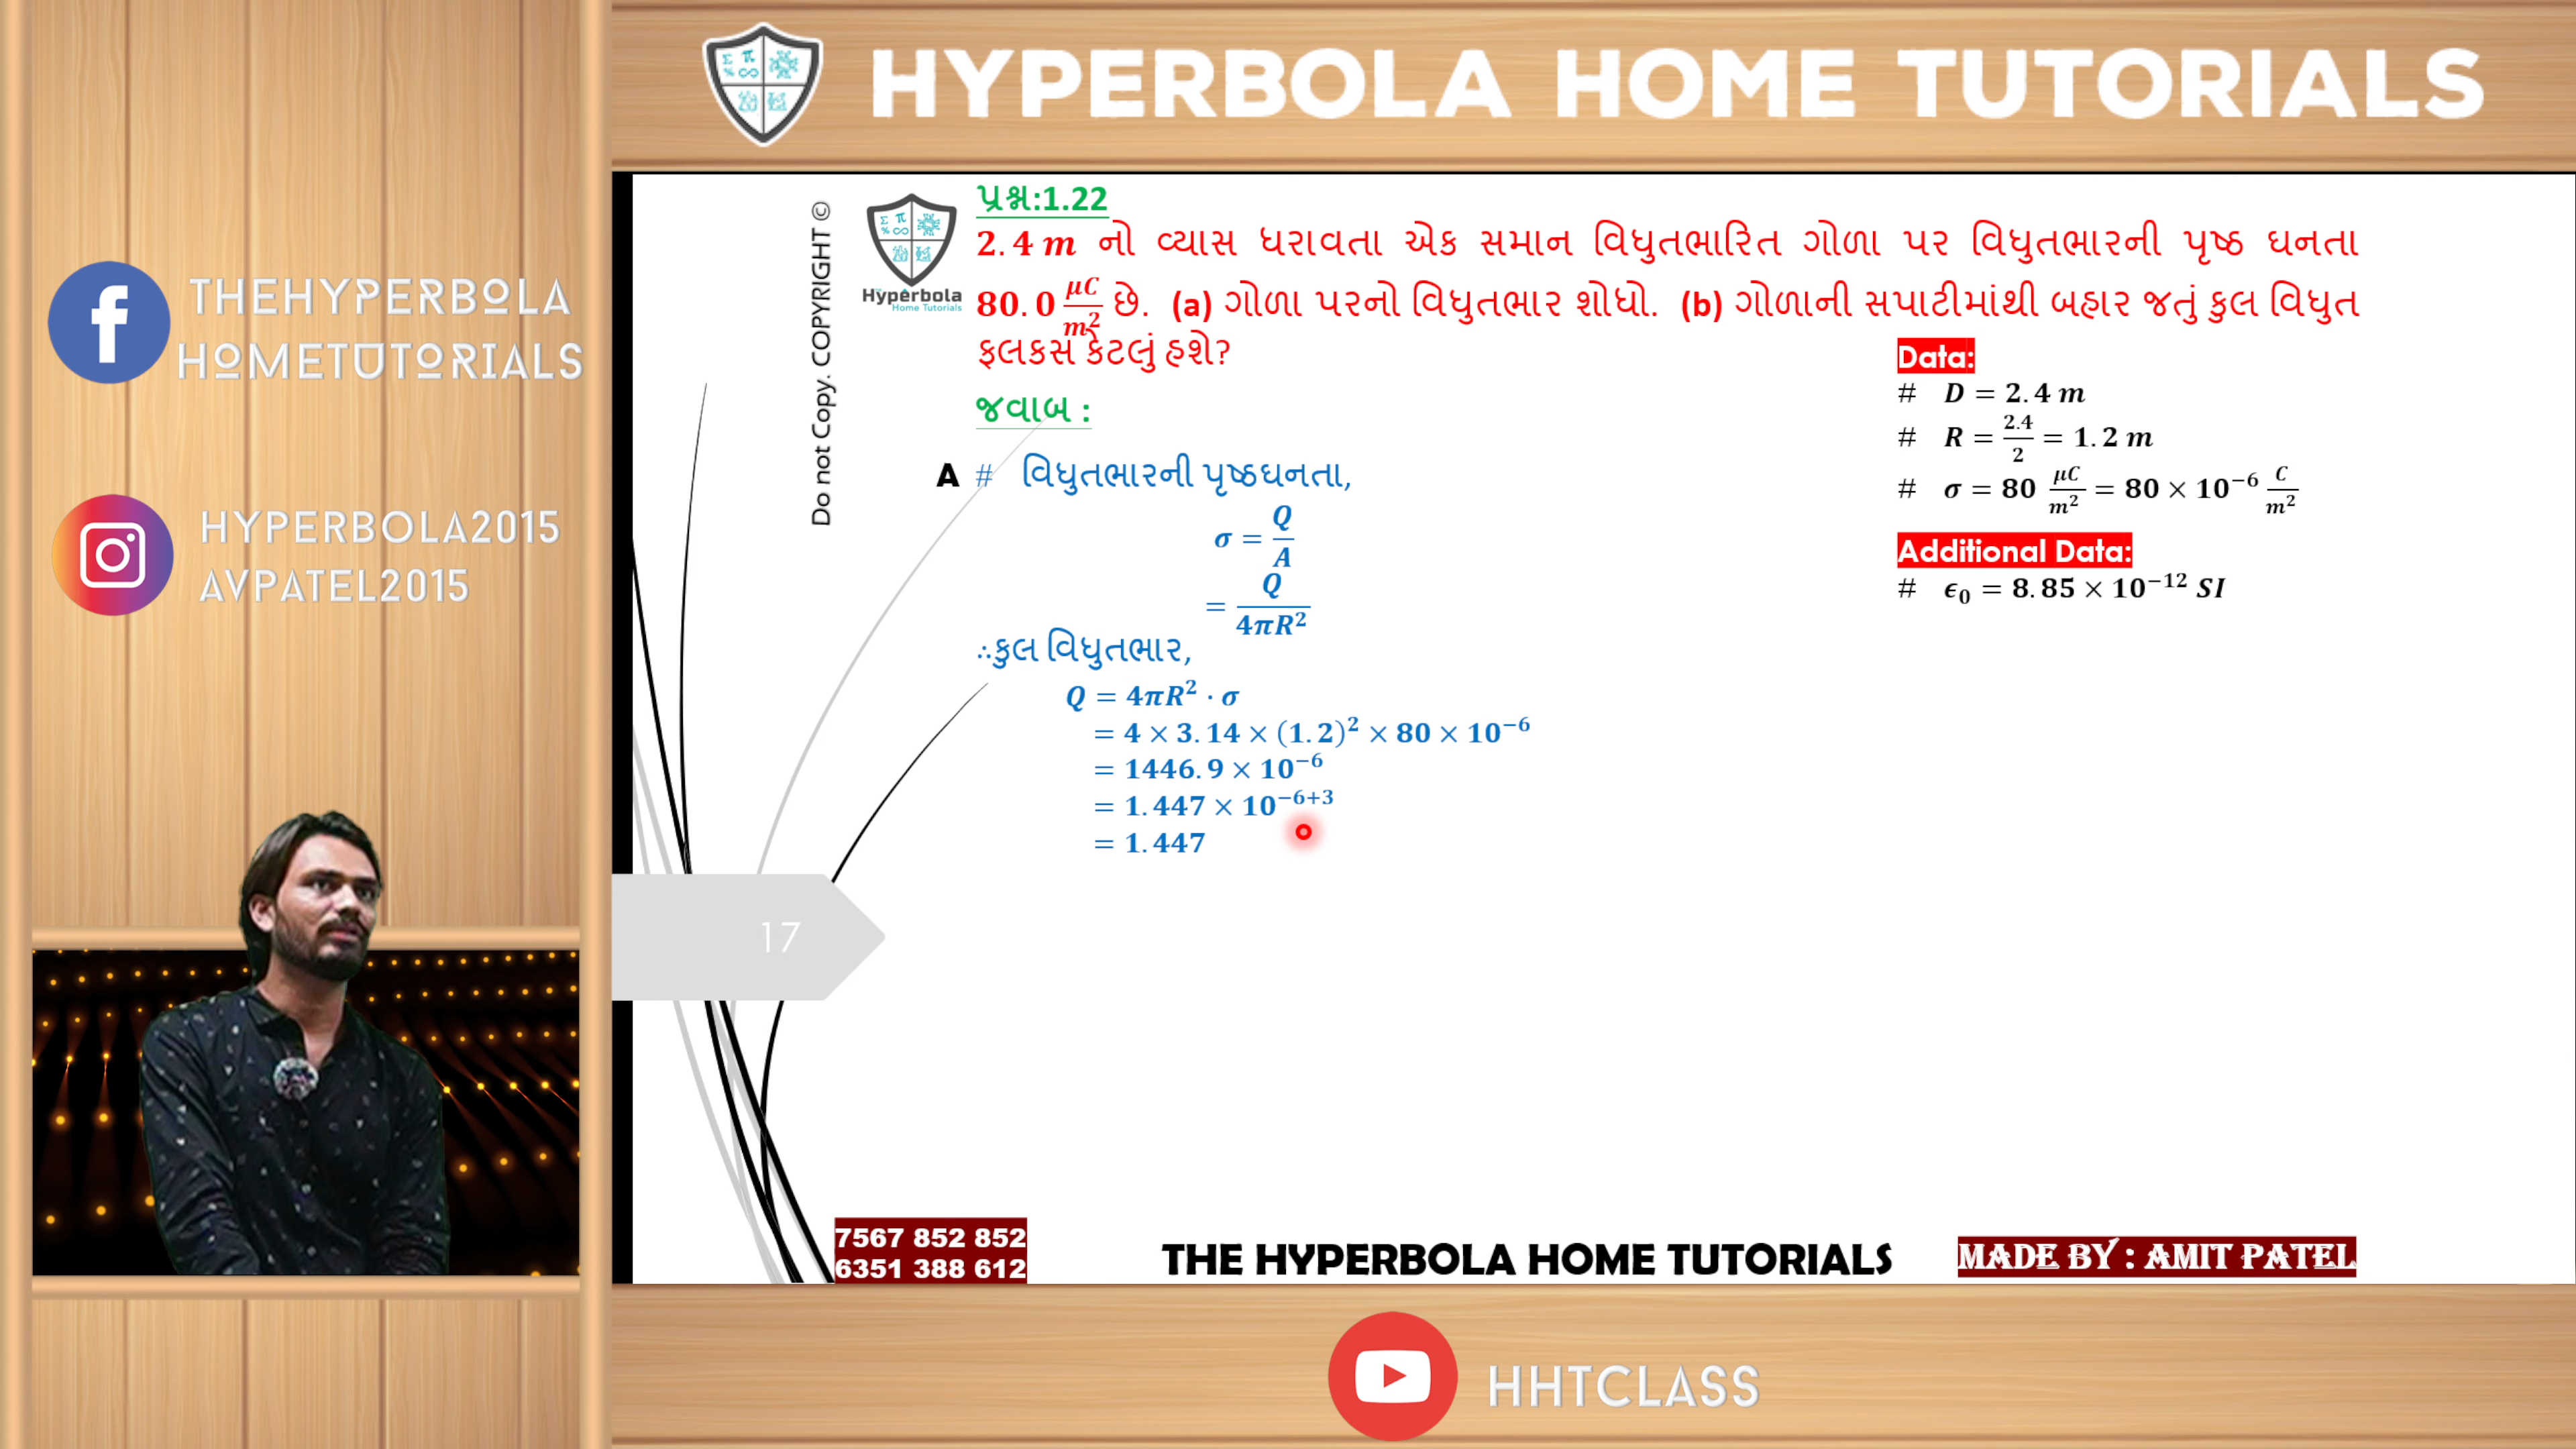 HYPERBOLA HOME TUTORIALS
THEHYPERBOLA
HOMETUTORIALS
HYPERBOLA2015
AVPATEL2015
Do not Copy. COPYRIGHT ©
Hyperbola
Home Tutorials
પ્રશ્ન:1.22
2.4 m નો વ્યાસ ધરાવતા એક સમાન વિધુતભારિત ગોળા પર વિધુતભારની પૃષ્ઠ ઘનતા
80.0 μC/m² છે. (a) ગોળા પરનો વિધુતભાર શોધો. (b) ગોળાની સપાટીમાંથી બહાર જતું કુલ વિધુત
ફલકસ કેટલું હશે?
જવાબ :
A # વિધુતભારની પૃષ્ઠઘનતા,
σ = Q/A
= Q/4πR²
∴કુલ વિધુતભાર,
Q = 4πR² · σ
= 4 × 3.14 × (1.2)² × 80 × 10⁻⁶
= 1446.9 × 10⁻⁶
= 1.447 × 10⁻⁶⁺³
= 1.447
Data:
# D = 2.4 m
# R = 2.4/2 = 1.2 m
# σ = 80 μC/m² = 80 × 10⁻⁶ C/m²
Additional Data:
# ϵ₀ = 8.85 × 10⁻¹² SI
17
7567 852 852
6351 388 612
THE HYPERBOLA HOME TUTORIALS
MADE BY : AMIT PATEL
HHTCLASS